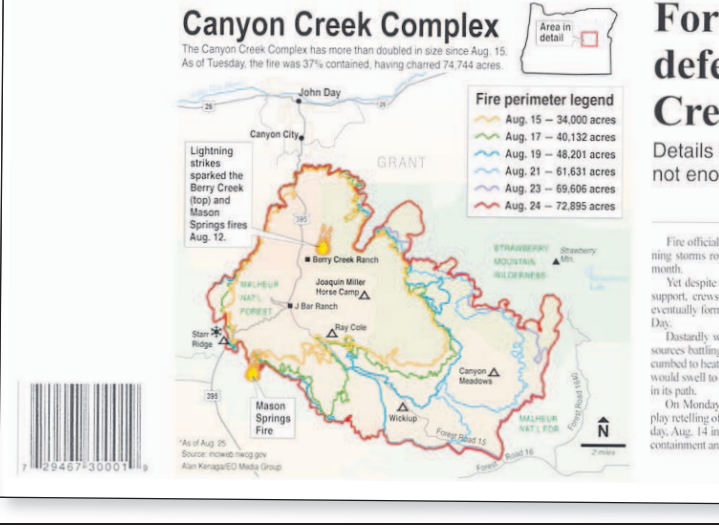 Canyon Creek Complex
The Canyon Creek Complex has more than doubled in size since Aug. 15.
As of Tuesday, the fire was 37% contained, having charred 74,744 acres.
Area in
detail
John Day
26
26
Canyon City
Lightning
strikes
sparked the
Berry Creek
(top) and
Mason
Springs fires
Aug. 12.
GRANT
Fire perimeter legend
Aug. 15 — 34,000 acres
Aug. 17 — 40,132 acres
Aug. 19 — 48,201 acres
Aug. 21 — 61,631 acres
Aug. 23 — 69,606 acres
Aug. 24 — 72,895 acres
395
Berry Creek Ranch
STRAWBERRY
MOUNTAIN
WILDERNESS
Strawberry
Mtn.
MALHEUR
NAT'L
FOREST
Joaquin Miller
Horse Camp
J Bar Ranch
Starr
Ridge
Ray Cole
Canyon
Meadows
395
Mason
Springs
Fire
Wickiup
MALHEUR
NAT'L FOR.
Forest Road 15
Forest Road 16
Forest Road 1640
N
2 miles
*As of Aug. 25
Source: inciweb.nwcg.gov
Alan Kenaga/EO Media Group
7 29467 30001 9
For
defe
Cre
Details
not eno
Fire official
ning storms ro
month.
Yet despite
support, crews
eventually form
Day.
Dastardly w
sources battling
cumbed to heat
would swell to
in its path.
On Monday
play retelling of
day, Aug. 14 in
containment an